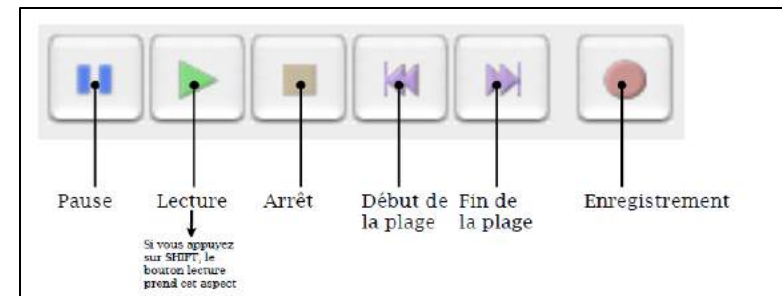 Pause
Lecture
Arrêt
Début de
la plage
Fin de
la plage
Enregistrement
Si vous appuyez
sur SHIFT, le
bouton lecture
prend cet aspect